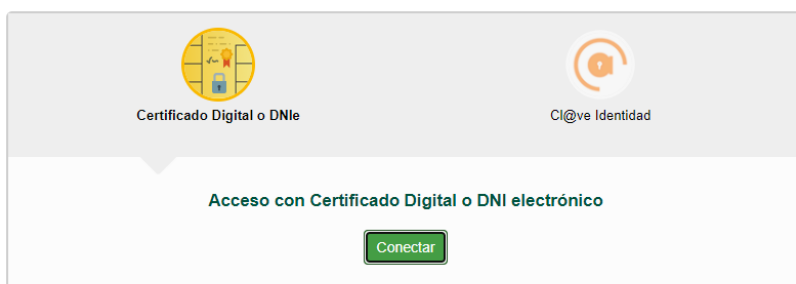 Certificado Digital o DNIe
Cl@ve Identidad
Acceso con Certificado Digital o DNI electrónico
Conectar